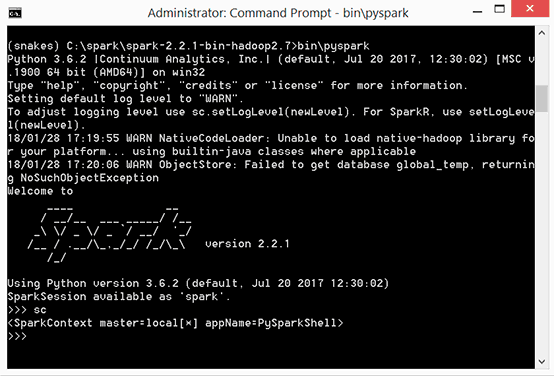 Administrator: Command Prompt - bin\pyspark
(snakes) C:\spark\spark-2.2.1-bin-hadoop2.7>bin\pyspark
Python 3.6.2 |Continuum Analytics, Inc.| (default, Jul 20 2017, 12:30:02) [MSC v
.1900 64 bit (AMD64)] on win32
Type "help", "copyright", "credits" or "license" for more information.
Setting default log level to "WARN".
To adjust logging level use sc.setLogLevel(newLevel). For SparkR, use setLogLeve
l(newLevel).
18/01/28 17:19:55 WARN NativeCodeLoader: Unable to load native-hadoop library fo
r your platform... using builtin-java classes where applicable
18/01/28 17:20:06 WARN ObjectStore: Failed to get database global_temp, returnin
g NoSuchObjectException
Welcome to
      ____              __
     / __/__  ___ _____/ /__
    _\ \/ _ \/ _ `/ __/  '_/
   /__ / .__/\_,_/_/ /_/\_\   version 2.2.1
      /_/
Using Python version 3.6.2 (default, Jul 20 2017 12:30:02)
SparkSession available as 'spark'.
>>> sc
<SparkContext master=local[*] appName=PySparkShell>
>>>